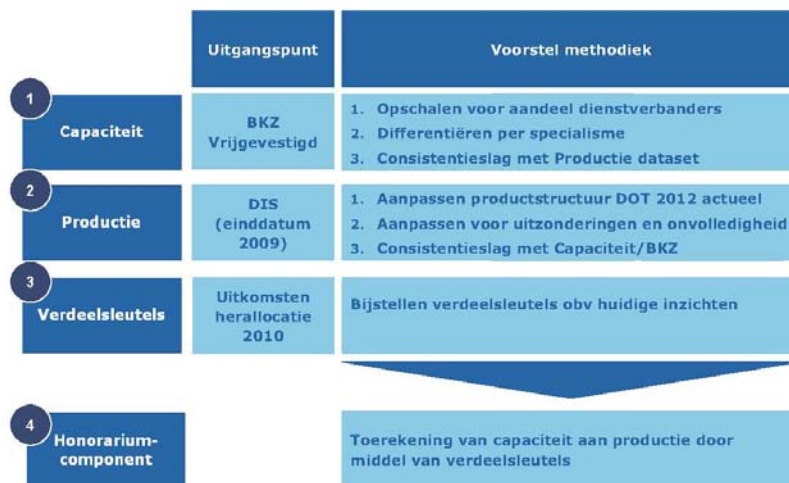 Uitgangspunt
Voorstel methodiek
1
Capaciteit
BKZ
Vrijgevestigd
1. Opschalen voor aandeel dienstverbanders
2. Differentiëren per specialisme
3. Consistentieslag met Productie dataset
2
Productie
DIS
(einddatum
2009)
1. Aanpassen productstructuur DOT 2012 actueel
2. Aanpassen voor uitzonderingen en onvolledigheid
3. Consistentieslag met Capaciteit/BKZ
3
Verdeelsleutels
Uitkomsten
herallocatie
2010
Bijstellen verdeelsleutels obv huidige inzichten
4
Honorarium-
component
Toerekening van capaciteit aan productie door
middel van verdeelsleutels